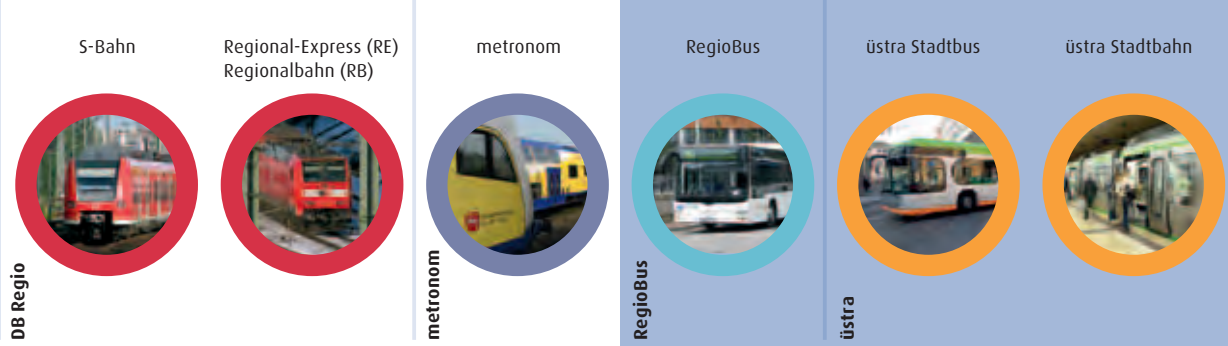 S-Bahn
Regional-Express (RE)
Regionalbahn (RB)
metronom
RegioBus
üstra Stadtbus
üstra Stadtbahn
DB Regio
metronom
RegioBus
üstra